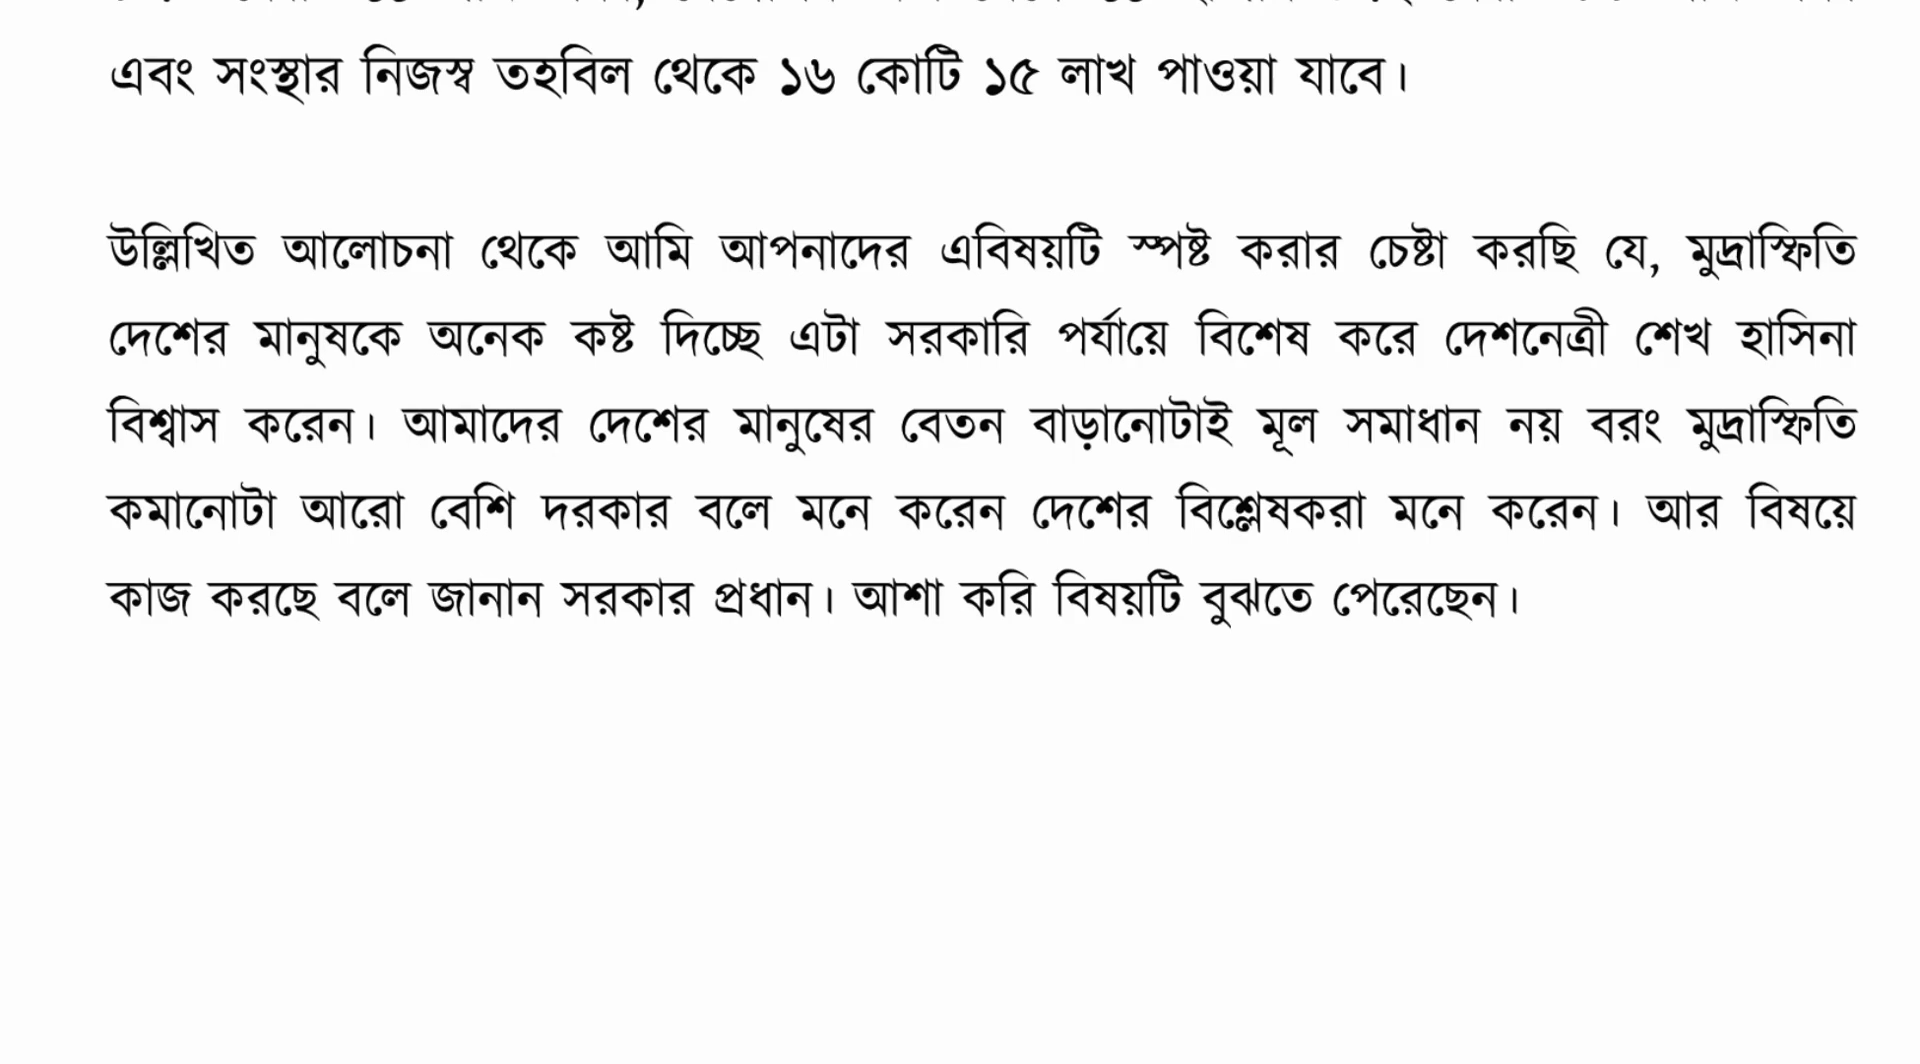 এবং সংস্থার নিজস্ব তহবিল থেকে ১৬ কোটি ১৫ লাখ পাওয়া যাবে।
উল্লিখিত আলোচনা থেকে আমি আপনাদের এবিষয়টি স্পষ্ট করার চেষ্টা করছি যে, মুদ্রাস্ফিতি
দেশের মানুষকে অনেক কষ্ট দিচ্ছে এটা সরকারি পর্যায়ে বিশেষ করে দেশনেত্রী শেখ হাসিনা
বিশ্বাস করেন। আমাদের দেশের মানুষের বেতন বাড়ানোটাই মূল সমাধান নয় বরং মুদ্রাস্ফিতি
কমানোটা আরো বেশি দরকার বলে মনে করেন দেশের বিশ্লেষকরা মনে করেন। আর বিষয়ে
কাজ করছে বলে জানান সরকার প্রধান। আশা করি বিষয়টি বুঝতে পেরেছেন।